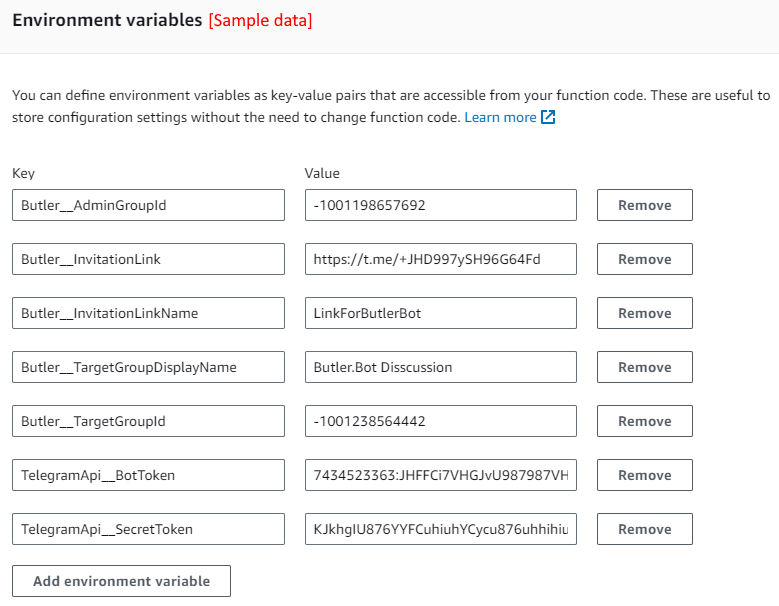 Environment variables [Sample data]
You can define environment variables as key-value pairs that are accessible from your function code. These are useful to
store configuration settings without the need to change function code. Learn more
Key Value
Butler__AdminGroupId -1001198657692 Remove
Butler__InvitationLink https://t.me/+JHD997ySH96G64Fd Remove
Butler__InvitationLinkName LinkForButlerBot Remove
Butler__TargetGroupDisplayName Butler.Bot Disscussion Remove
Butler__TargetGroupId -1001238564442 Remove
TelegramApi__BotToken 7434523363:JHFFCi7VHGJvU987987VH Remove
TelegramApi__SecretToken KJkhgIU876YYFCuhiuhYCycu876uhhihiu Remove
Add environment variable